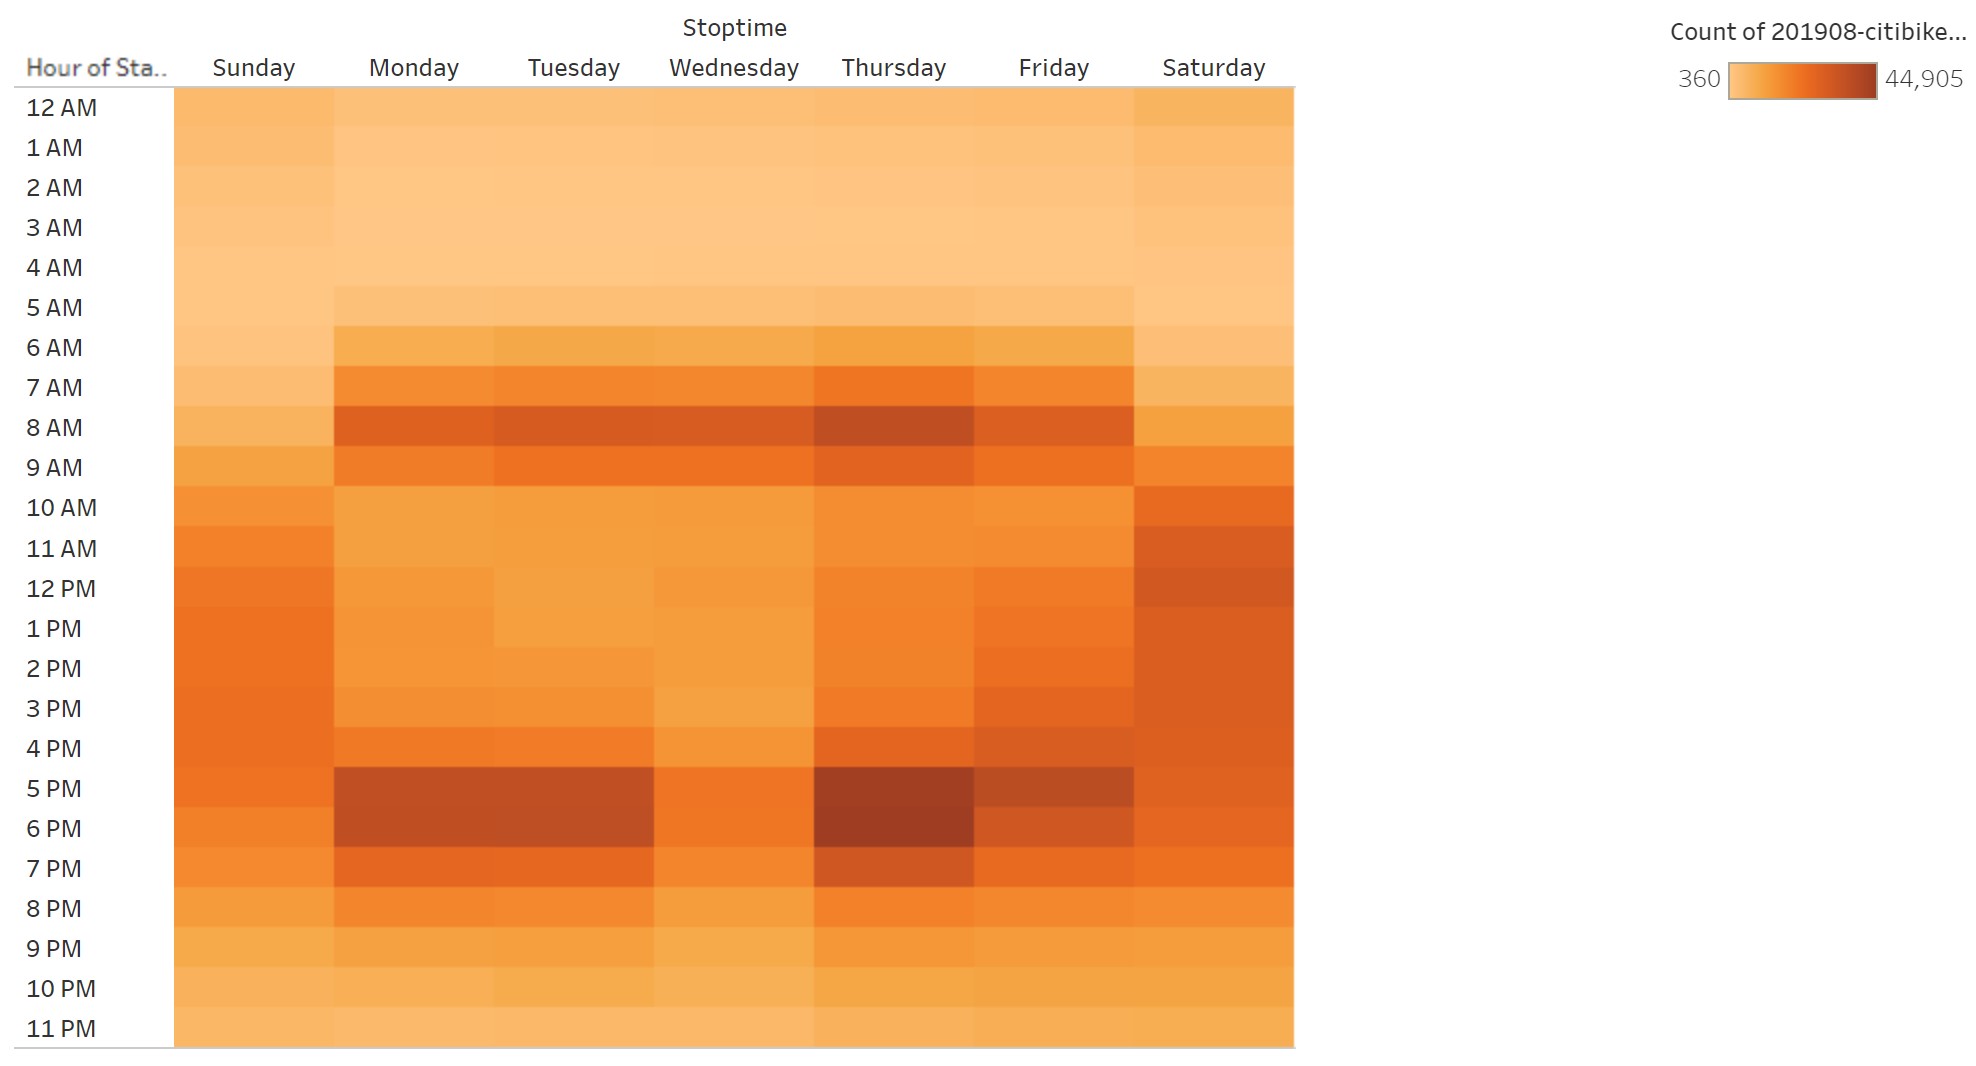 Stoptime
Hour of Sta.. Sunday Monday Tuesday Wednesday Thursday Friday Saturday
12 AM
1 AM
2 AM
3 AM
4 AM
5 AM
6 AM
7 AM
8 AM
9 AM
10 AM
11 AM
12 PM
1 PM
2 PM
3 PM
4 PM
5 PM
6 PM
7 PM
8 PM
9 PM
10 PM
11 PM
Count of 201908-citibike...
360 44,905